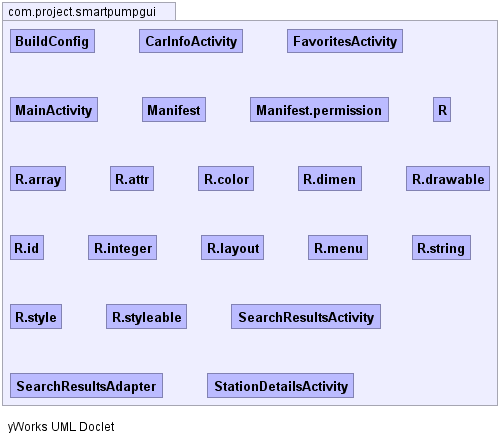 com.project.smartpumpgui
BuildConfig CarInfoActivity FavoritesActivity
MainActivity Manifest Manifest.permission R
R.array R.attr R.color R.dimen R.drawable
R.id R.integer R.layout R.menu R.string
R.style R.styleable SearchResultsActivity
SearchResultsAdapter StationDetailsActivity
yWorks UML Doclet